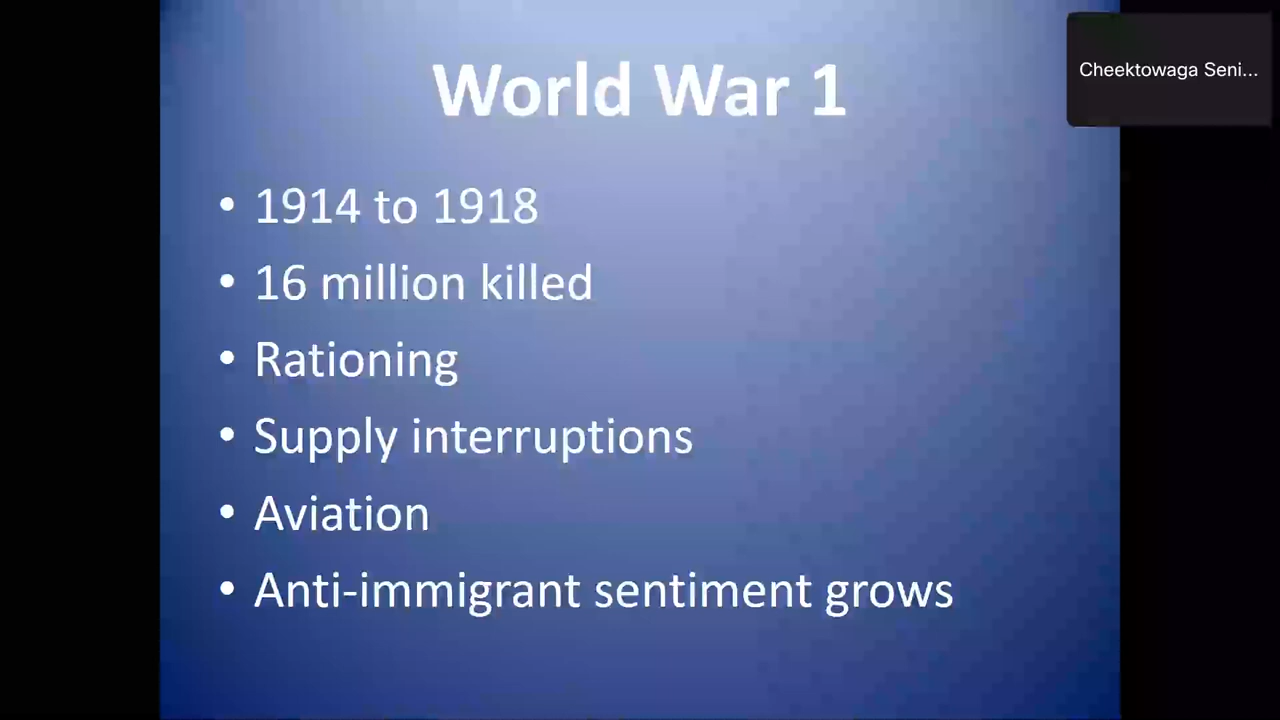 World War 1
Cheektowaga Seni...
• 1914 to 1918
• 16 million killed
• Rationing
• Supply interruptions
• Aviation
• Anti-immigrant sentiment grows